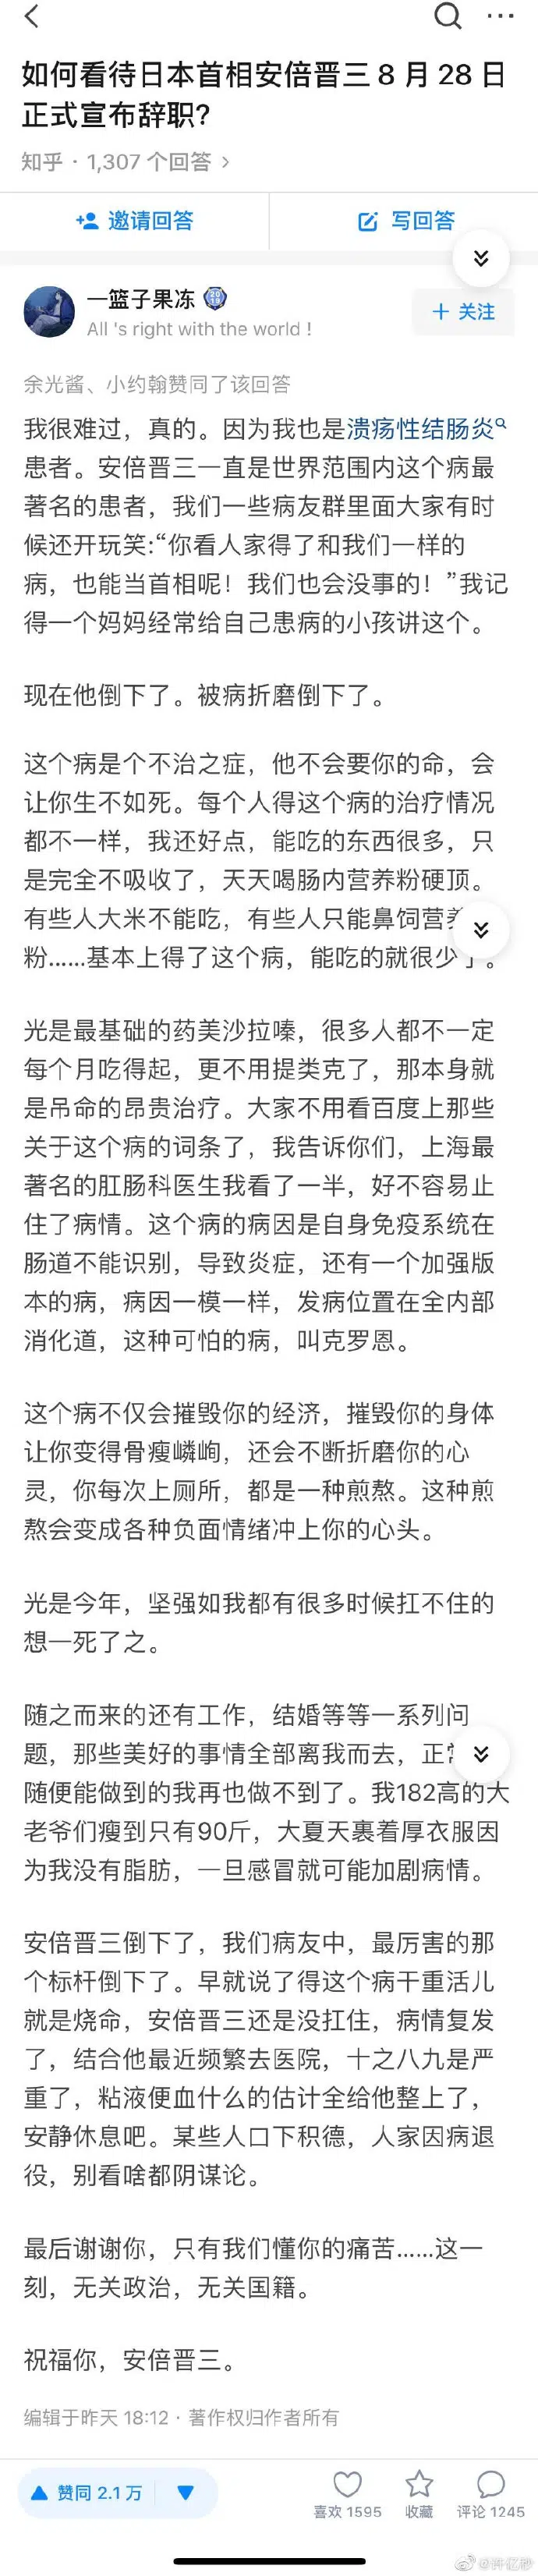 如何看待日本首相安倍晋三 8 月 28 日
正式宣布辞职?
知乎 · 1,307 个回答 >
邀请回答
写回答
一篮子果冻
All 's right with the world !
+ 关注
余光酱、小约翰赞同了该回答
我很难过，真的。因为我也是溃疡性结肠炎
患者。安倍晋三一直是世界范围内这个病最
著名的患者，我们一些病友群里面大家有时
候还开玩笑:“你看人家得了和我们一样的
病，也能当首相呢！我们也会没事的！”我记
得一个妈妈经常给自己患病的小孩讲这个。
现在他倒下了。被病折磨倒下了。
这个病是个不治之症，他不会要你的命，会
让你生不如死。每个人得这个病的治疗情况
都不一样，我还好点，能吃的东西很多，只
是完全不吸收了，天天喝肠内营养粉硬顶。
有些人大米不能吃，有些人只能鼻饲营养
粉……基本上得了这个病，能吃的就很少了。
光是最基础的药美沙拉嗪，很多人都不一定
每个月吃得起，更不用提类克了，那本身就
是吊命的昂贵治疗。大家不用看百度上那些
关于这个病的词条了，我告诉你们，上海最
著名的肛肠科医生我看了一半，好不容易止
住了病情。这个病的病因是自身免疫系统在
肠道不能识别，导致炎症，还有一个加强版
本的病，病因一模一样，发病位置在全内部
消化道，这种可怕的病，叫克罗恩。
这个病不仅会摧毁你的经济，摧毁你的身体
让你变得骨瘦嶙峋，还会不断折磨你的心
灵，你每次上厕所，都是一种煎熬。这种煎
熬会变成各种负面情绪冲上你的心头。
光是今年，坚强如我都有很多时候扛不住的
想一死了之。
随之而来的还有工作，结婚等等一系列问
题，那些美好的事情全部离我而去，正常
随便能做到的我再也做不到了。我182高的大
老爷们瘦到只有90斤，大夏天裹着厚衣服因
为我没有脂肪，一旦感冒就可能加剧病情。
安倍晋三倒下了，我们病友中，最厉害的那
个标杆倒下了。早就说了得这个病干重活儿
就是烧命，安倍晋三还是没扛住，病情复发
了，结合他最近频繁去医院，十之八九是严
重了，粘液便血什么的估计全给他整上了，
安静休息吧。某些人口下积德，人家因病退
役，别看啥都阴谋论。
最后谢谢你，只有我们懂你的痛苦……这一
刻，无关政治，无关国籍。
祝福你，安倍晋三。
编辑于昨天 18:12 · 著作权归作者所有
赞同 2.1 万
喜欢 1595
收藏
评论 1245